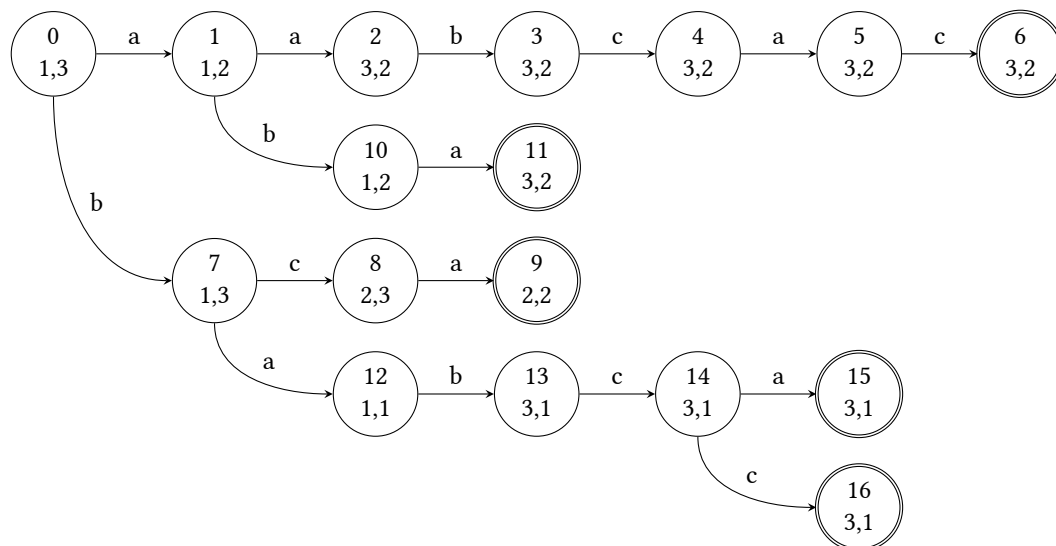 0 a 1 a 2 b 3 c 4 a 5 c 6
1,3 1,2 3,2 3,2 3,2 3,2 3,2
b 10 a 11
1,2 3,2
b
7 c 8 a 9
1,3 2,3 2,2
a 12 b 13 c 14 a 15
1,1 3,1 3,1 3,1
c 16
3,1